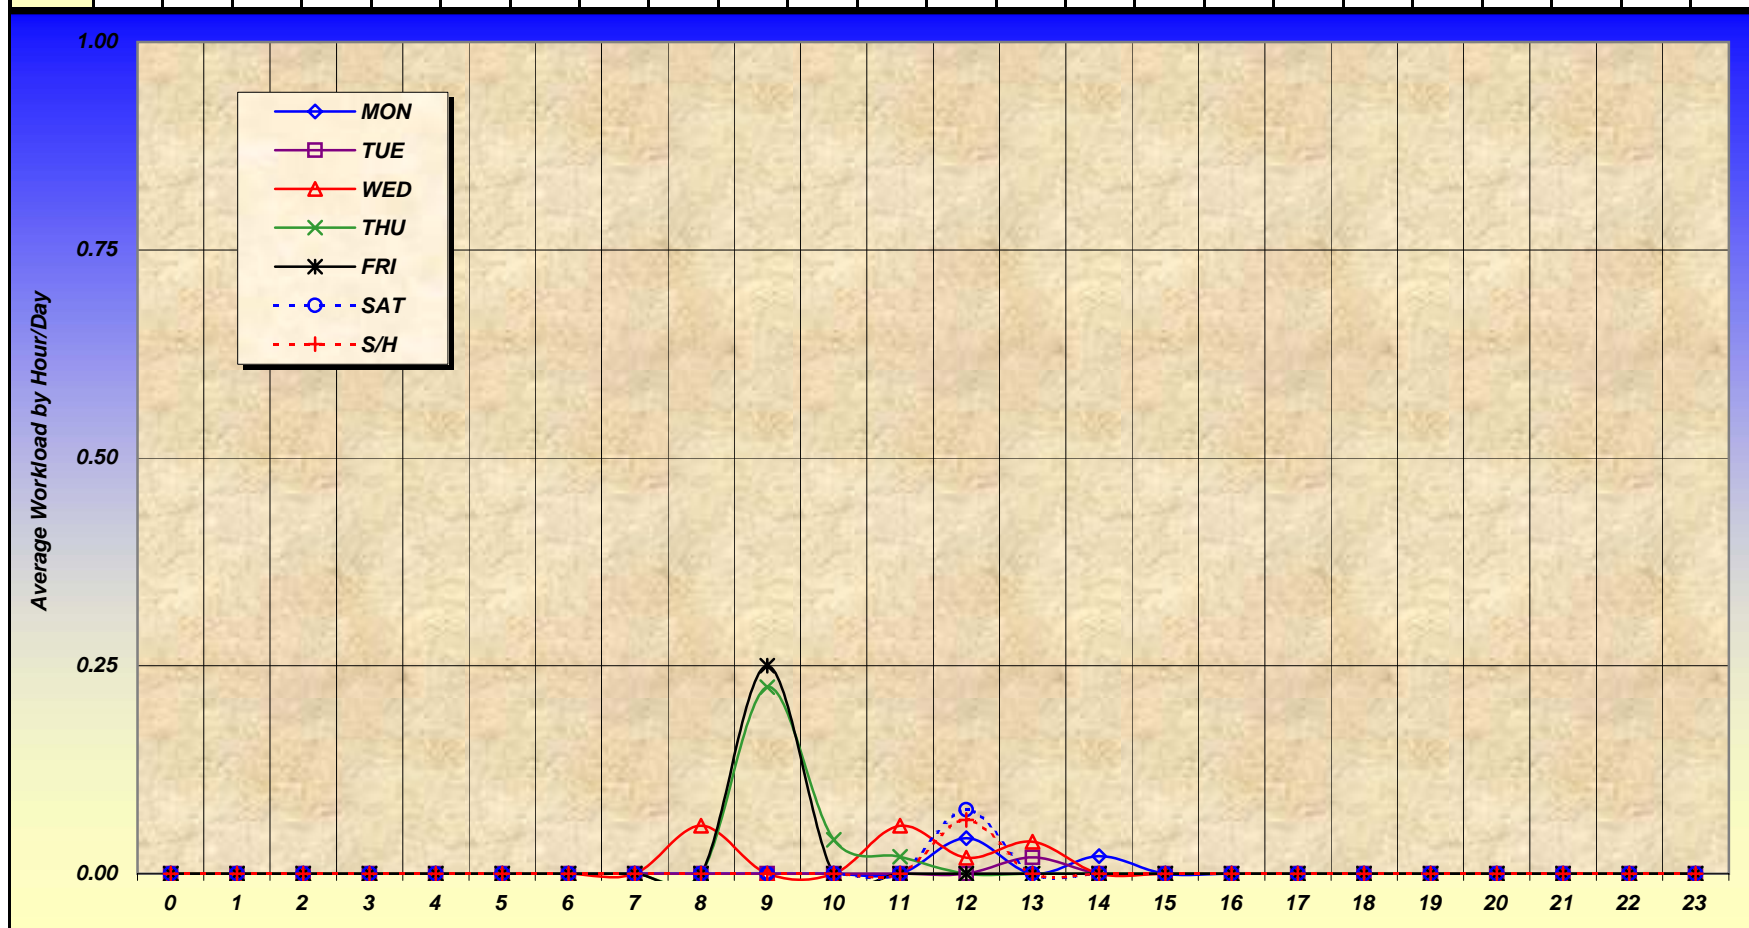 1.00
MON
TUE
WED
THU
FRI
SAT
S/H
0.75
0.50
0.25
0.00
Average Workload by Hour/Day
0 1 2 3 4 5 6 7 8 9 10 11 12 13 14 15 16 17 18 19 20 21 22 23